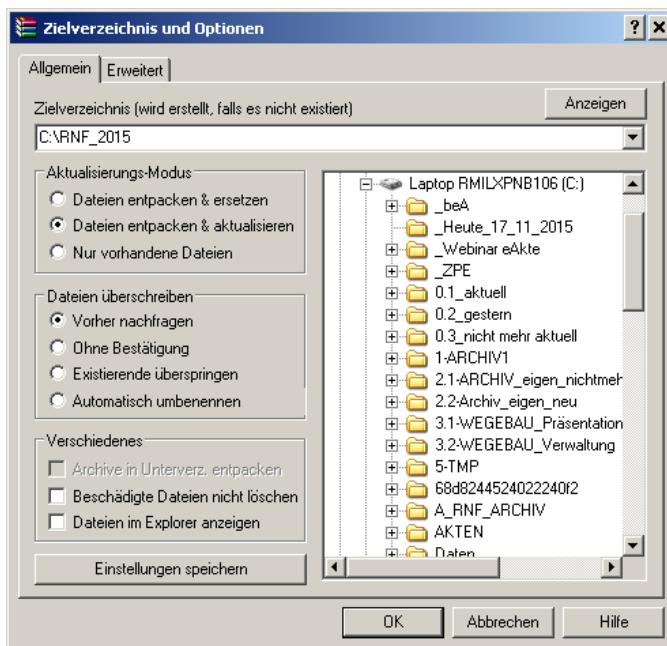 Zielverzeichnis und Optionen
Allgemein
Erweitert
Zielverzeichnis (wird erstellt, falls es nicht existiert)
Anzeigen
C:\RNF_2015
Aktualisierungs-Modus
Dateien entpacken & ersetzen
Dateien entpacken & aktualisieren
Nur vorhandene Dateien
Dateien überschreiben
Vorher nachfragen
Ohne Bestätigung
Existierende überspringen
Automatisch umbenennen
Verschiedenes
Archive in Unterverz. entpacken
Beschädigte Dateien nicht löschen
Dateien im Explorer anzeigen
Einstellungen speichern
Laptop RMILXPNB106 (C:)
_beA
_Heute_17_11_2015
_Webinar eAkte
_ZPE
0.1_aktuell
0.2_gestern
0.3_nicht mehr aktuell
1-ARCHIV1
2.1-ARCHIV_eigen_nichtmeh
2.2-Archiv_eigen_neu
3.1-WEGEBAU_Präsentation
3.2-WEGEBAU_Verwaltung
5-TMP
68d8244524022240f2
A_RNF_ARCHIV
AKTEN
Daten
OK
Abbrechen
Hilfe